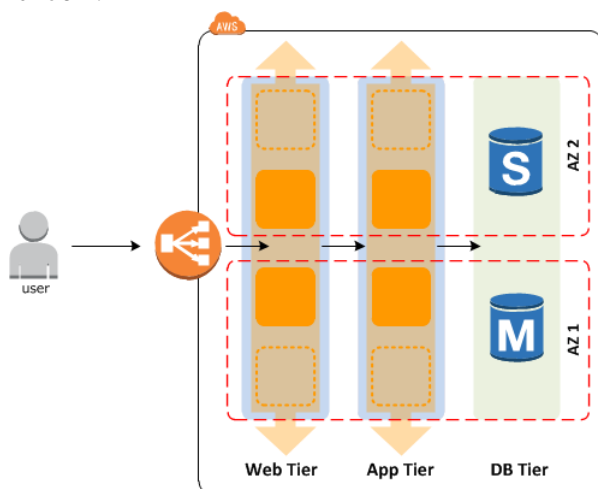 AWS
S
AZ 2
user
M
AZ 1
Web Tier
App Tier
DB Tier